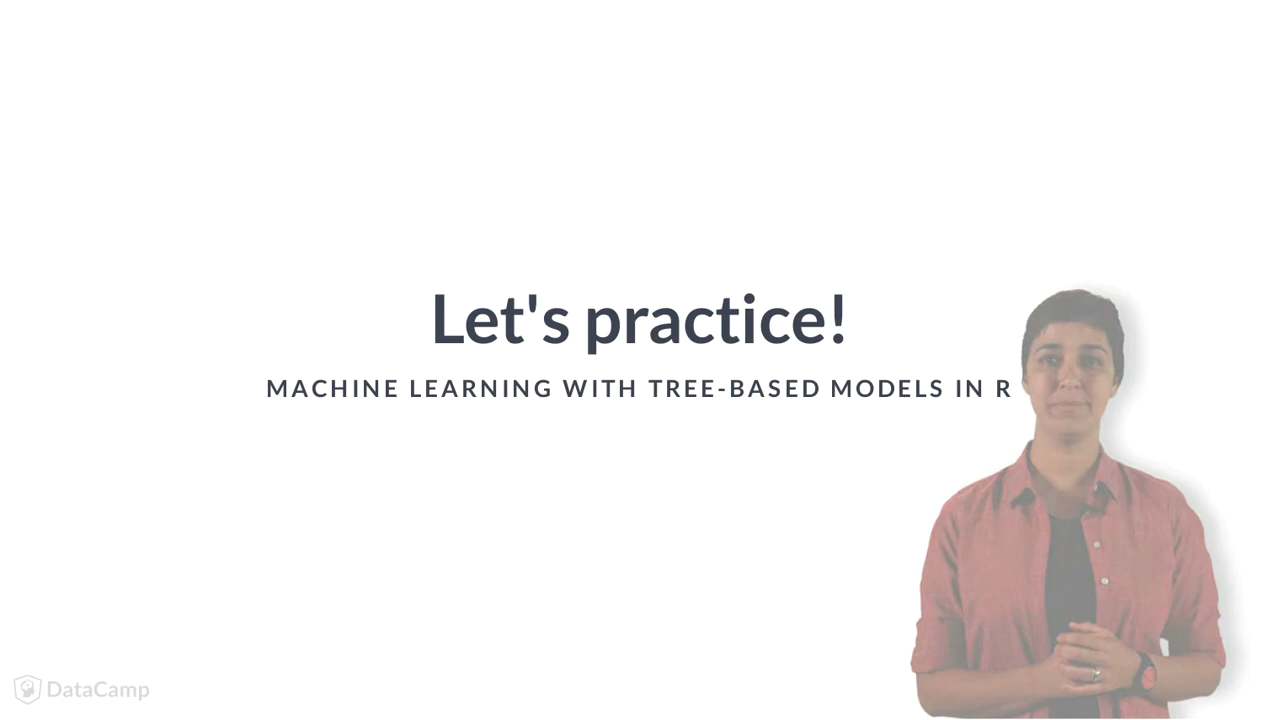 Let's practice!
MACHINE LEARNING WITH TREE-BASED MODELS IN R
DataCamp